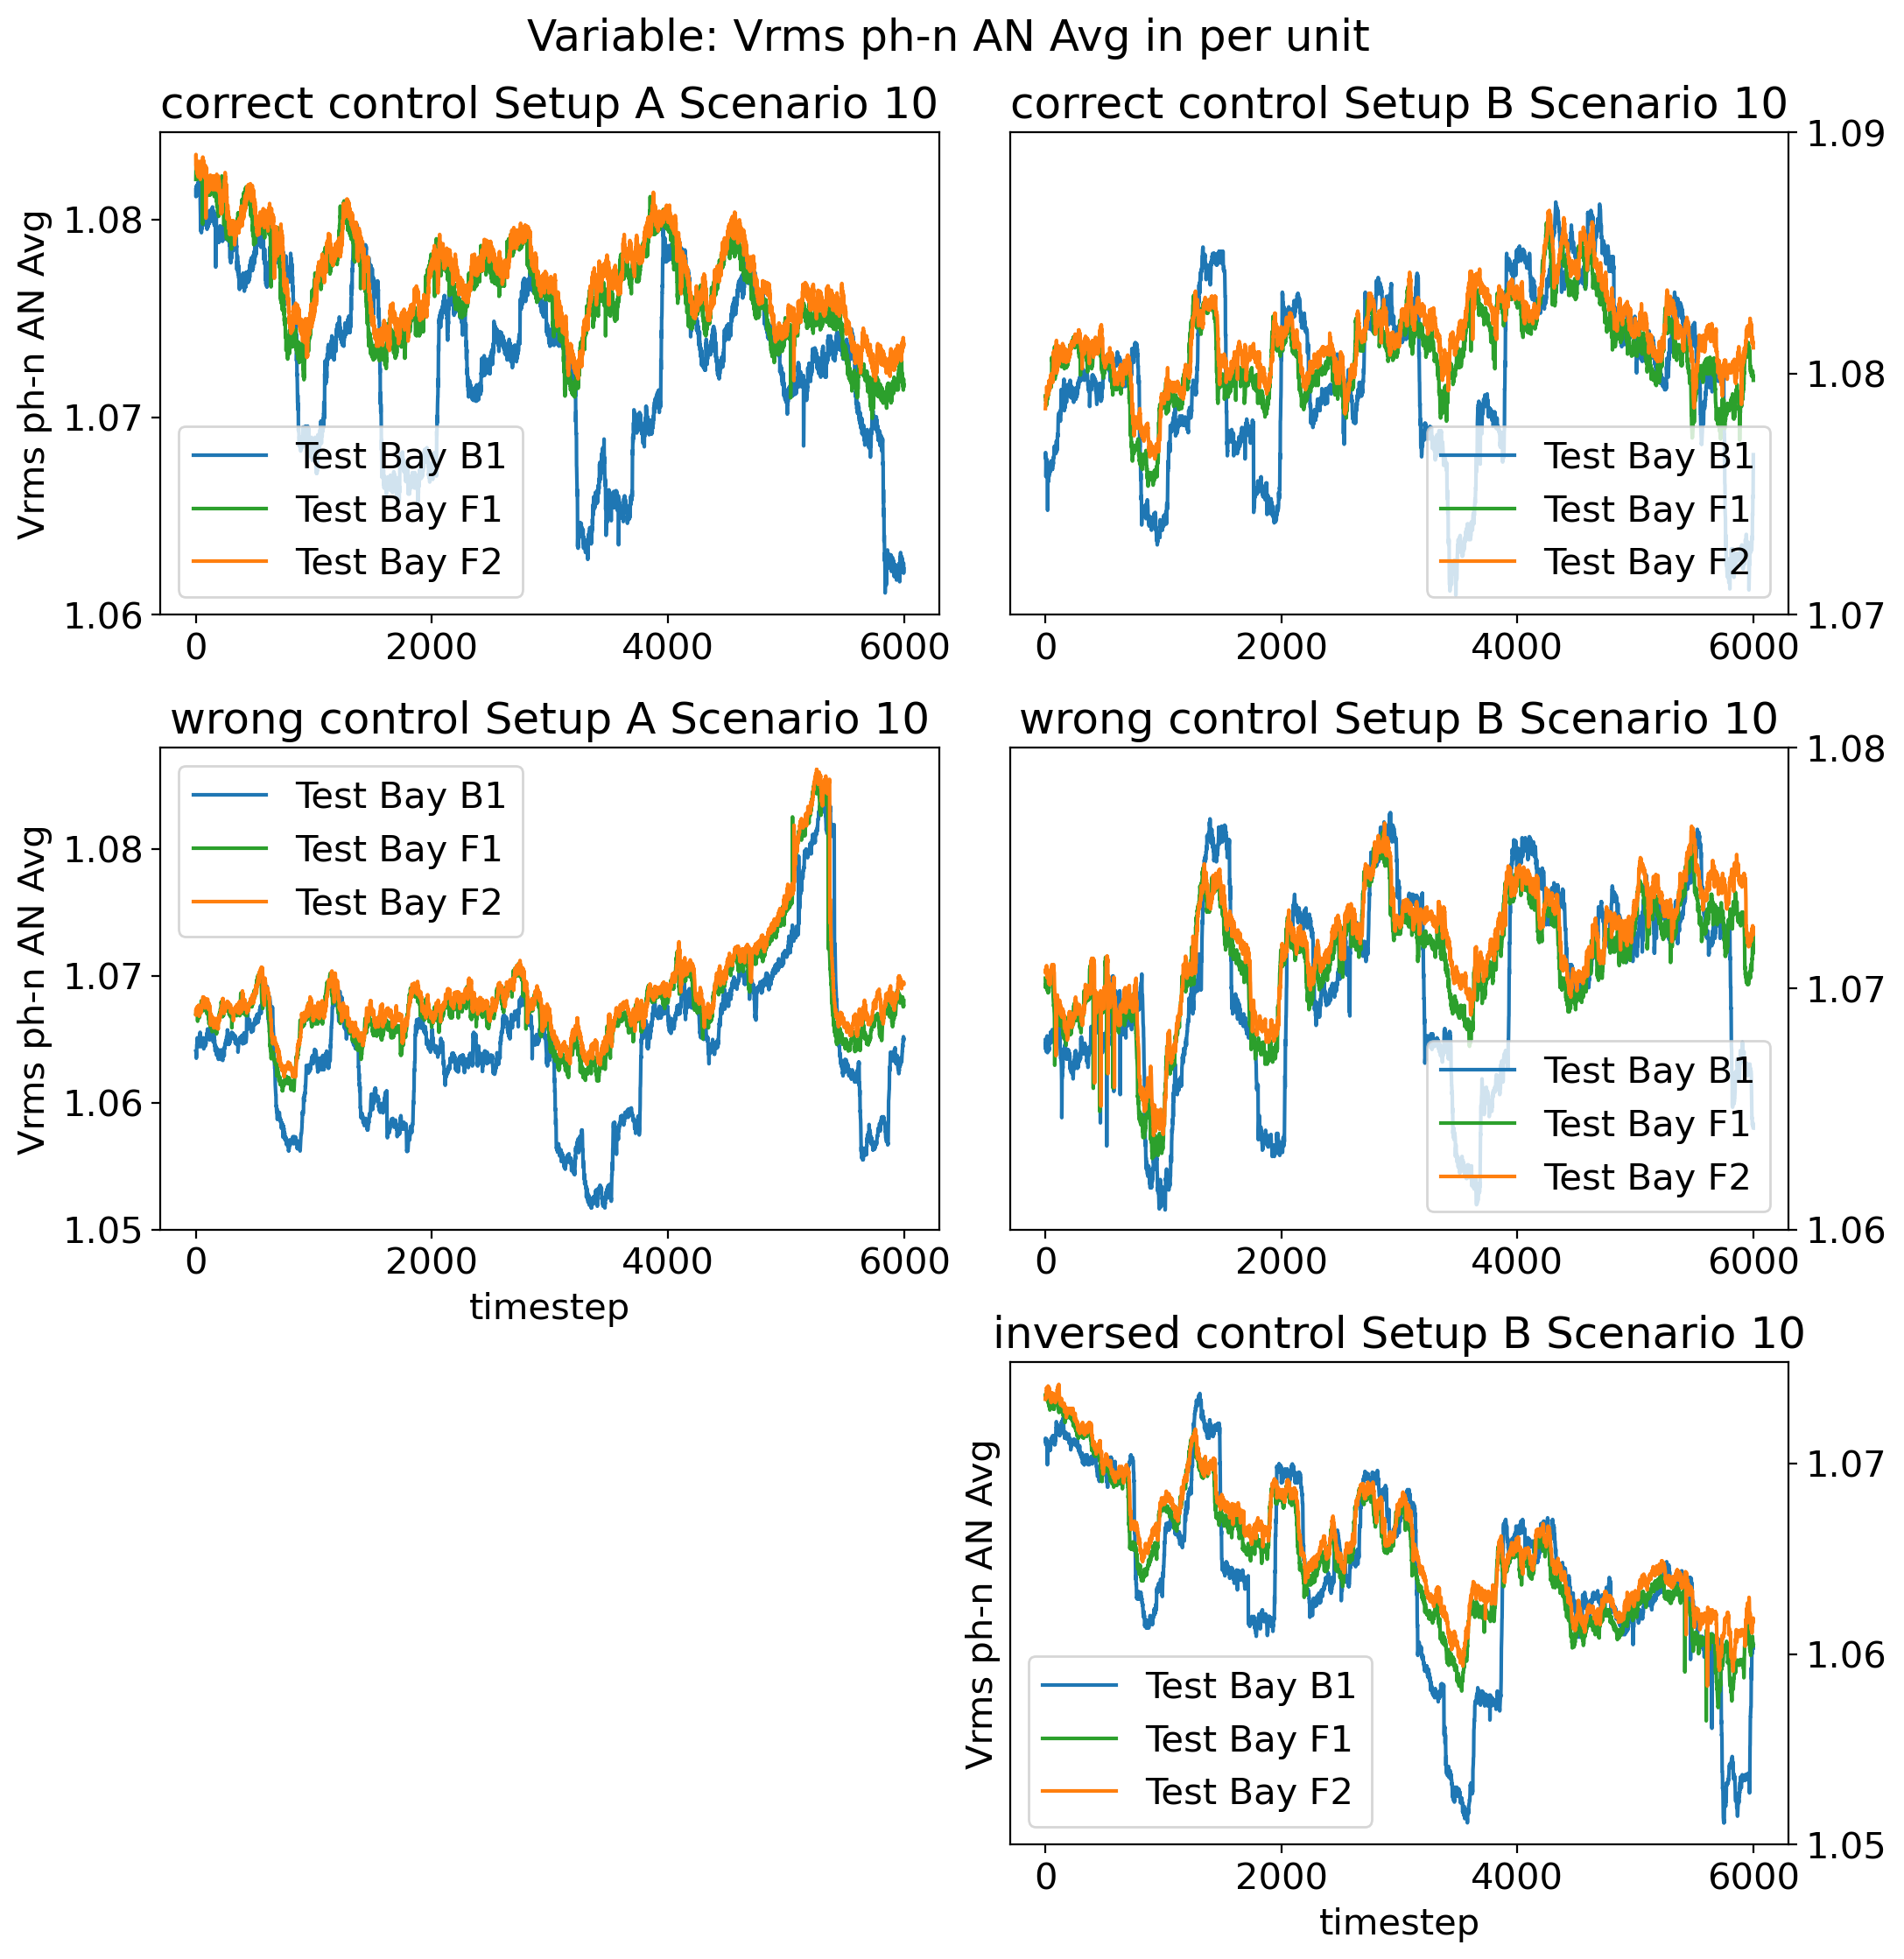 Variable: Vrms ph-n AN Avg in per unit
correct control Setup A Scenario 10
Vrms ph-n AN Avg
1.08
1.07
1.06
Test Bay B1
Test Bay F1
Test Bay F2
0 2000 4000 6000
correct control Setup B Scenario 10
1.09
1.08
1.07
Test Bay B1
Test Bay F1
Test Bay F2
0 2000 4000 6000
wrong control Setup A Scenario 10
Vrms ph-n AN Avg
1.08
1.07
1.06
1.05
Test Bay B1
Test Bay F1
Test Bay F2
0 2000 4000 6000
timestep
wrong control Setup B Scenario 10
1.08
1.07
1.06
Test Bay B1
Test Bay F1
Test Bay F2
0 2000 4000 6000
inversed control Setup B Scenario 10
Vrms ph-n AN Avg
1.07
1.06
1.05
Test Bay B1
Test Bay F1
Test Bay F2
0 2000 4000 6000
timestep